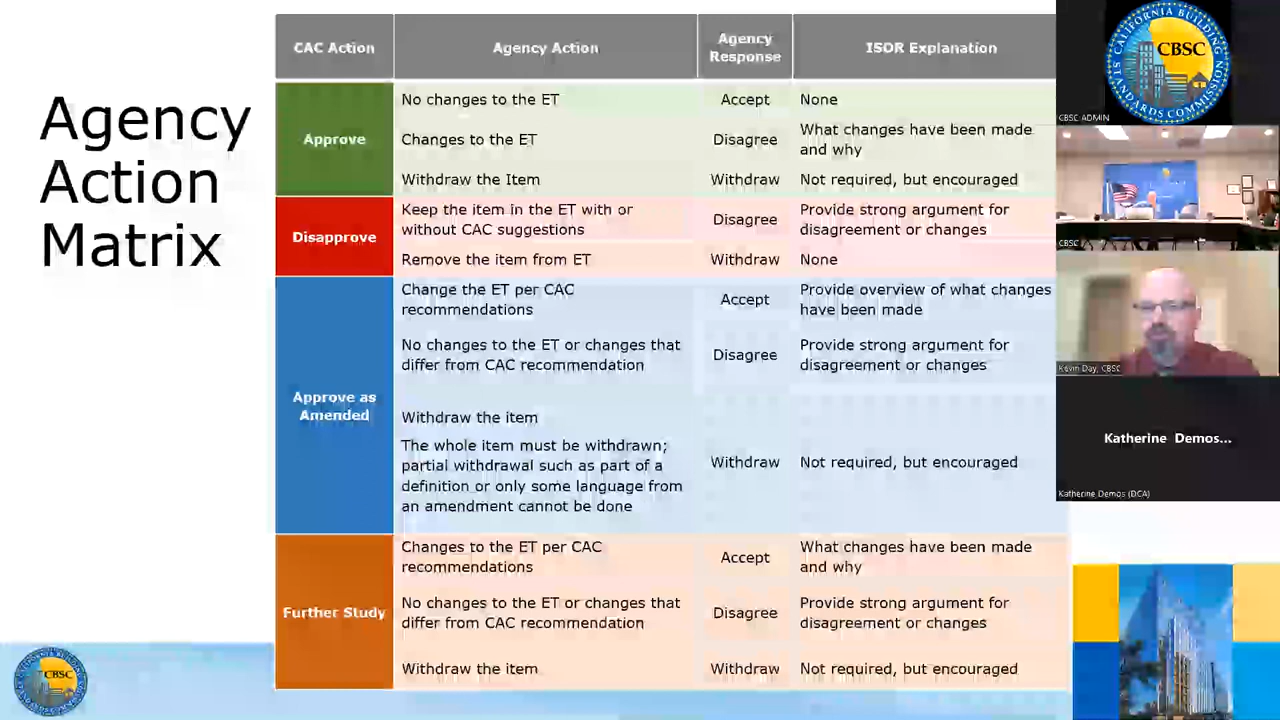 Agency
Action
Matrix
CAC Action
Agency Action
Agency
Response
ISOR Explanation
Approve
No changes to the ET
Accept
None
Changes to the ET
Disagree
What changes have been made
and why
Withdraw the Item
Withdraw
Not required, but encouraged
Disapprove
Keep the item in the ET with or
without CAC suggestions
Disagree
Provide strong argument for
disagreement or changes
Remove the item from ET
Withdraw
None
Approve as
Amended
Change the ET per CAC
recommendations
Accept
Provide overview of what changes
have been made
No changes to the ET or changes that
differ from CAC recommendation
Disagree
Provide strong argument for
disagreement or changes
Withdraw the item
The whole item must be withdrawn;
partial withdrawal such as part of a
definition or only some language from
an amendment cannot be done
Withdraw
Not required, but encouraged
Further Study
Changes to the ET per CAC
recommendations
Accept
What changes have been made
and why
No changes to the ET or changes that
differ from CAC recommendation
Disagree
Provide strong argument for
disagreement or changes
Withdraw the item
Withdraw
Not required, but encouraged
CALIFORNIA BUILDING
STANDARDS COMMISSION
CBSC
CBSC ADMIN
CBSC
Kevin Day, CBSC
Katherine Demos...
Katherine Demos (DCA)
CBSC